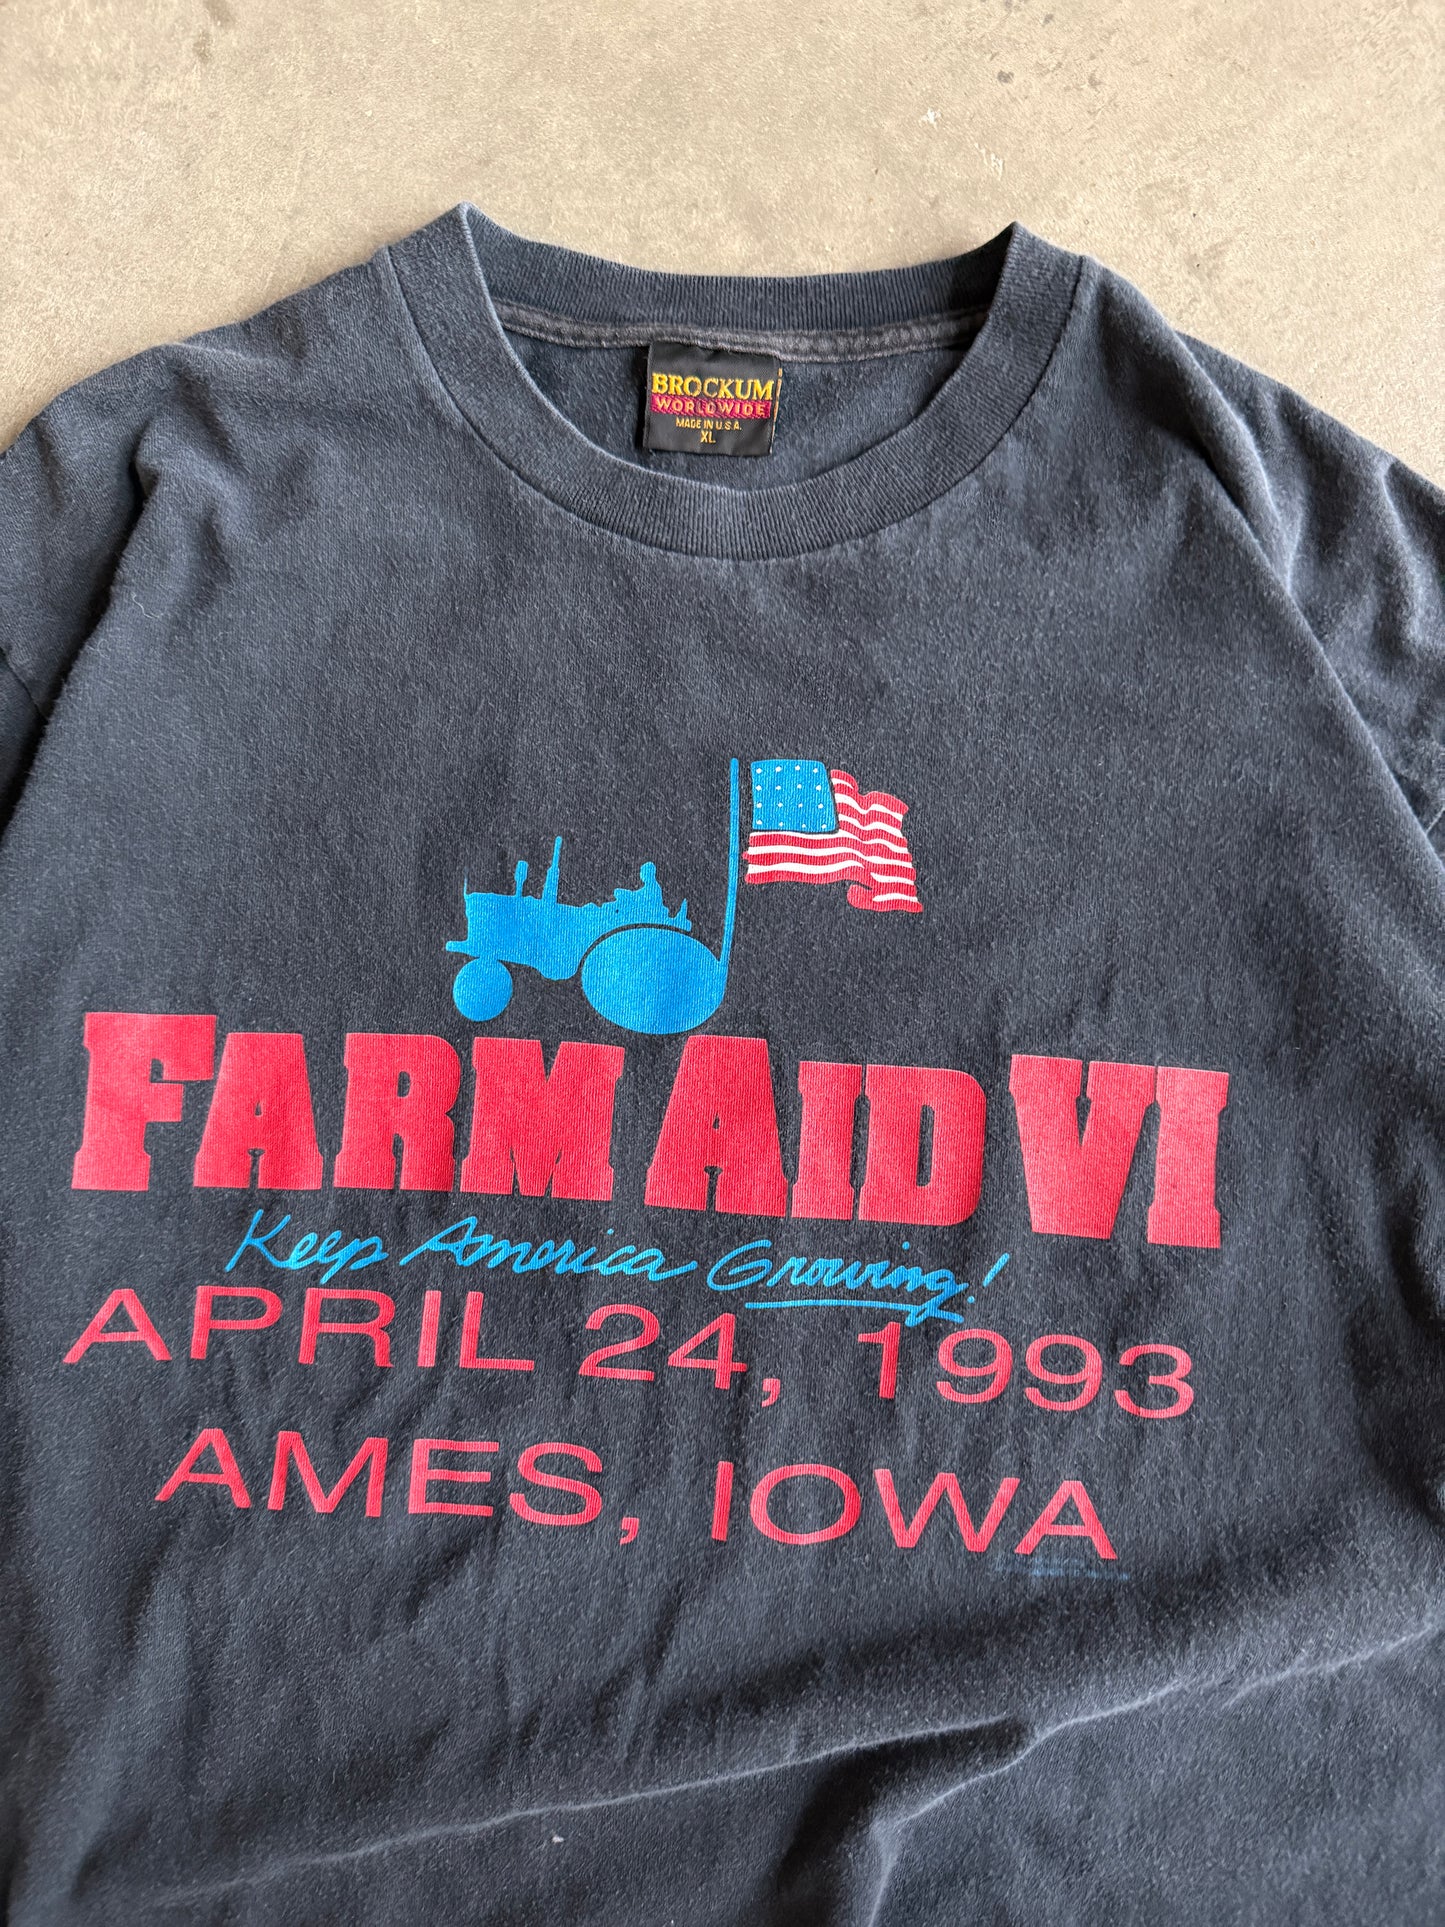 BROCKUM
WORLDWIDE
MADE IN U.S.A.
XL
FARM AID VI
Keep America Growing!
APRIL 24, 1993
AMES, IOWA